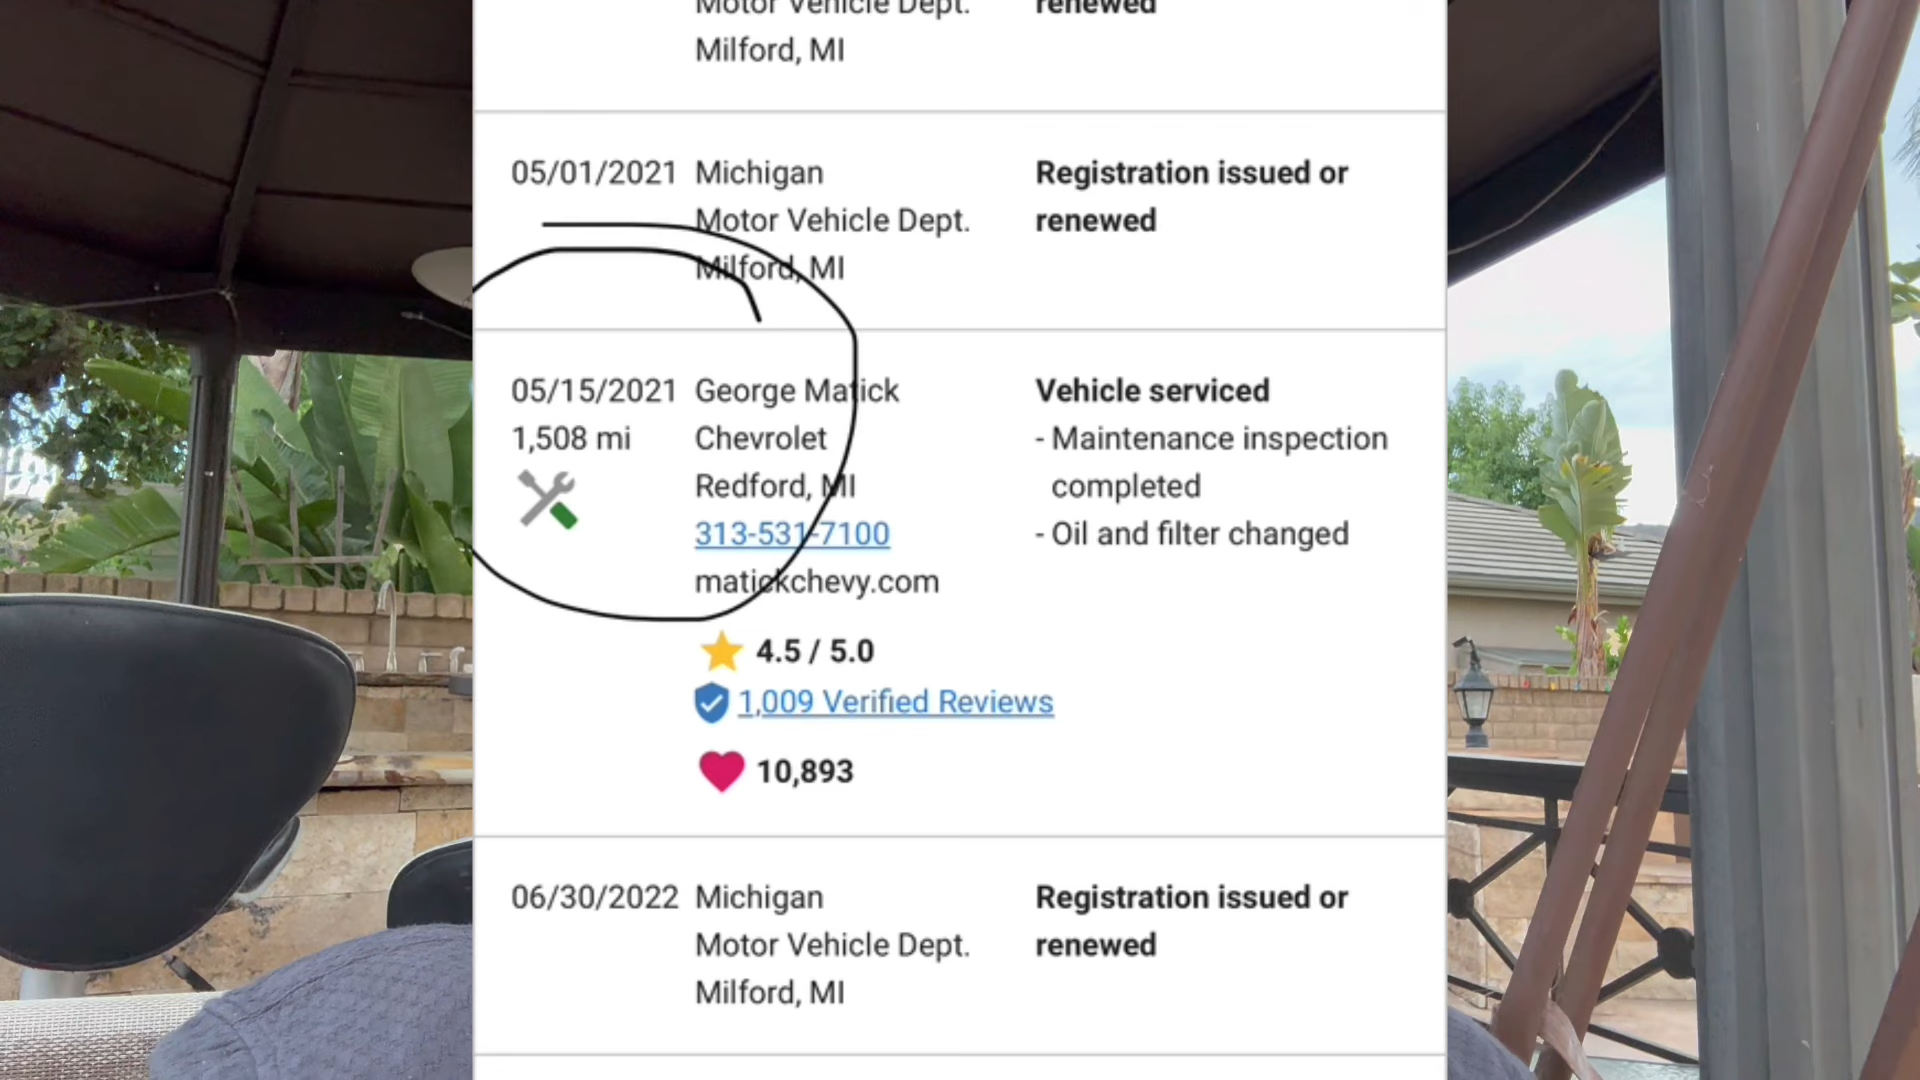 Motor Vehicle Dept.
renewed
Milford, MI
05/01/2021 Michigan Registration issued or
Motor Vehicle Dept. renewed
Milford, MI
05/15/2021 George Matick Vehicle serviced
1,508 mi Chevrolet - Maintenance inspection
Redford, MI completed
313-531-7100 - Oil and filter changed
matickchevy.com
4.5 / 5.0
1,009 Verified Reviews
10,893
06/30/2022 Michigan Registration issued or
Motor Vehicle Dept. renewed
Milford, MI